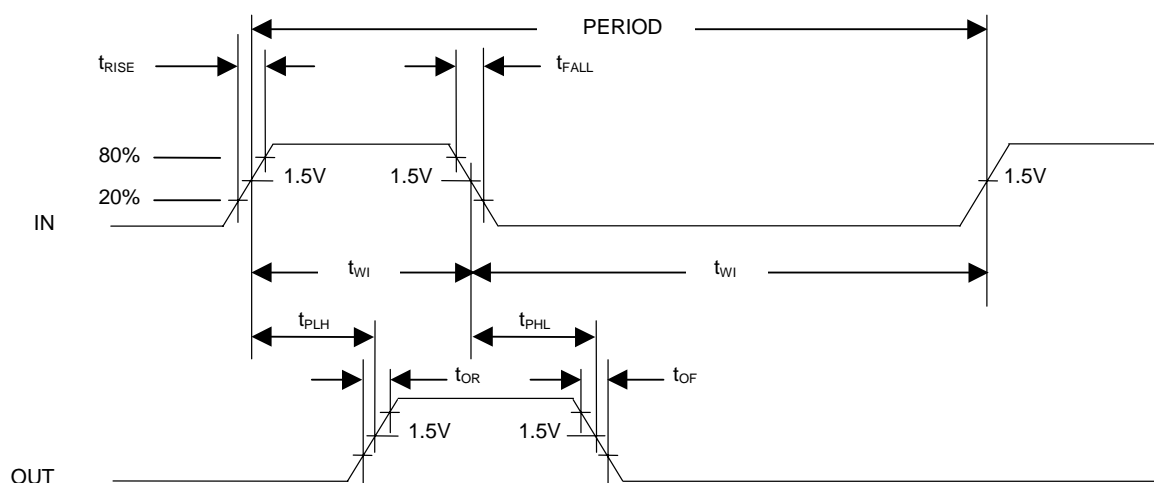 PERIOD
tRISE
tFALL
80%
1.5V 1.5V 1.5V
20%
IN
tWI tWI
tPLH tPHL
tOR tOF
1.5V 1.5V
OUT